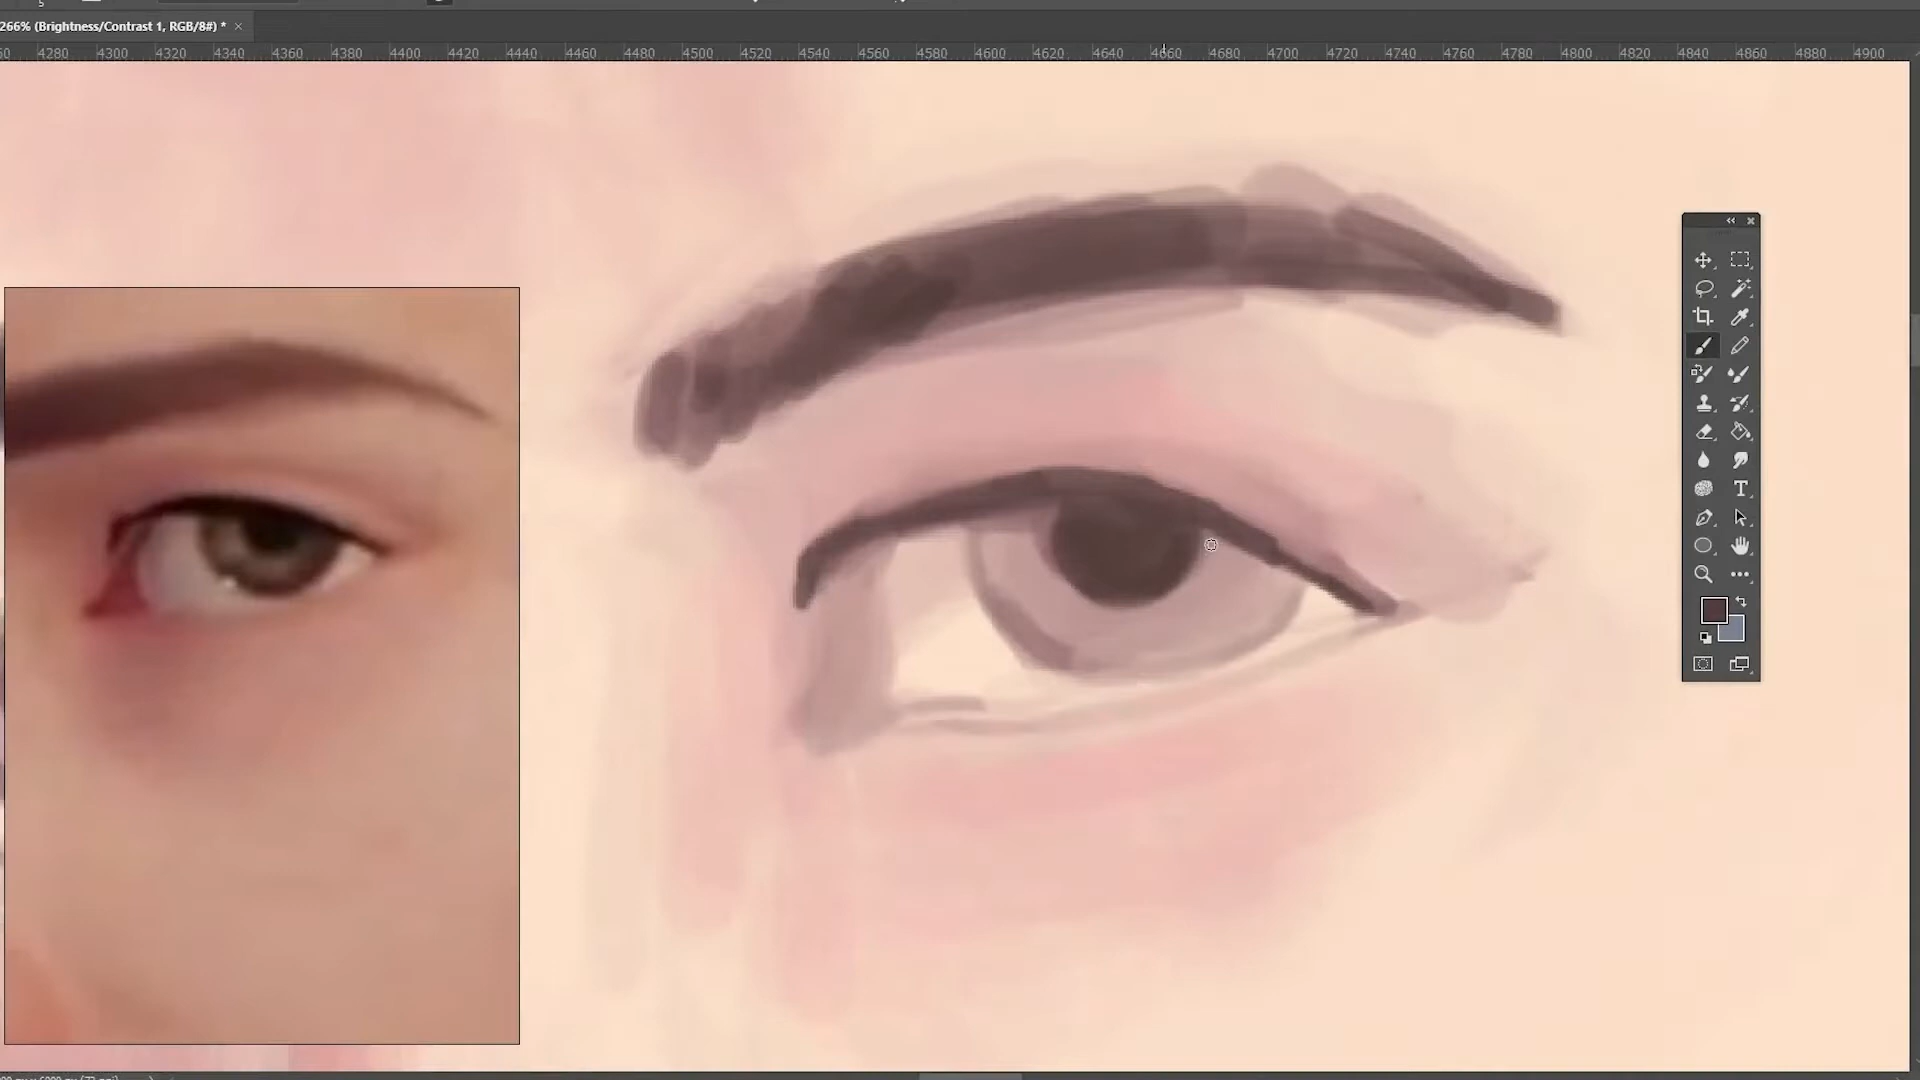 5
266% (Brightness/Contrast 1, RGB/8#) * ×
4280 4300 4320 4340 4360 4380 4400 4420 4440 4460 4480 4500 4520 4540 4560 4580 4600 4620 4640 4660 4680 4700 4720 4740 4760 4780 4800 4820 4840 4860 4880 4900
T